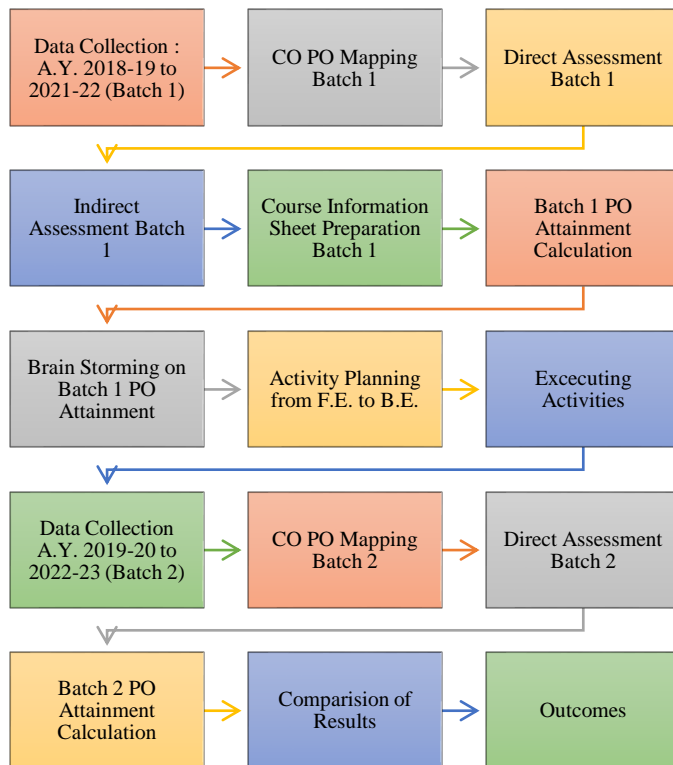 Data Collection :
A.Y. 2018-19 to
2021-22 (Batch 1)
CO PO Mapping
Batch 1
Direct Assessment
Batch 1
Indirect
Assessment Batch
1
Course Information
Sheet Preparation
Batch 1
Batch 1 PO
Attainment
Calculation
Brain Storming on
Batch 1 PO
Attainment
Activity Planning
from F.E. to B.E.
Excecuting
Activities
Data Collection
A.Y. 2019-20 to
2022-23 (Batch 2)
CO PO Mapping
Batch 2
Direct Assessment
Batch 2
Batch 2 PO
Attainment
Calculation
Comparision of
Results
Outcomes